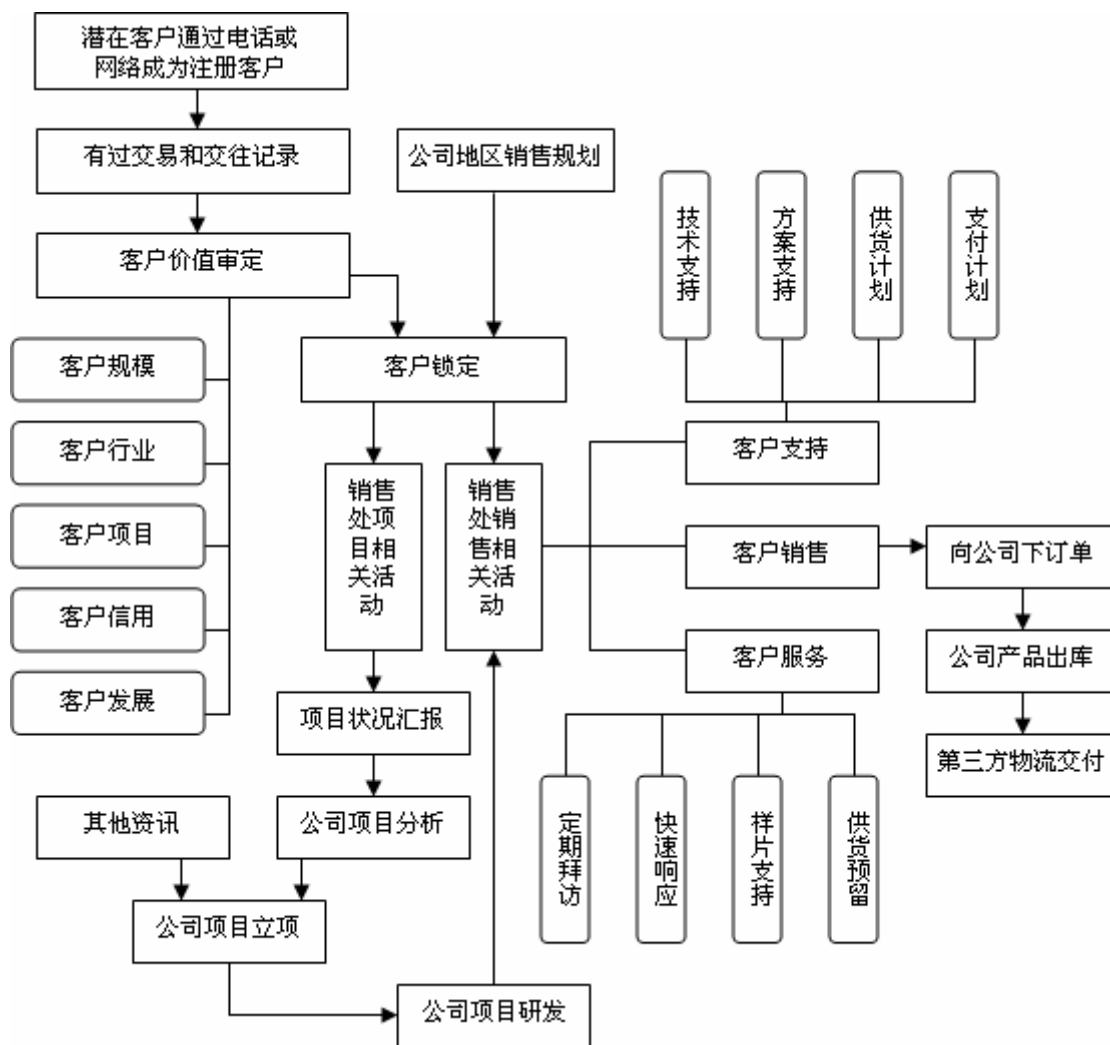 潜在客户通过电话或
网络成为注册客户
有过交易和交往记录
公司地区销售规划
技术支持
方案支持
供货计划
支付计划
客户价值审定
客户规模
客户锁定
客户行业
客户支持
销售处项目相关活动
销售处销售相关活动
客户项目
客户销售
向公司下订单
客户信用
客户服务
公司产品出库
客户发展
项目状况汇报
第三方物流交付
其他资讯
公司项目分析
定期拜访
快速响应
样片支持
供货预留
公司项目立项
公司项目研发